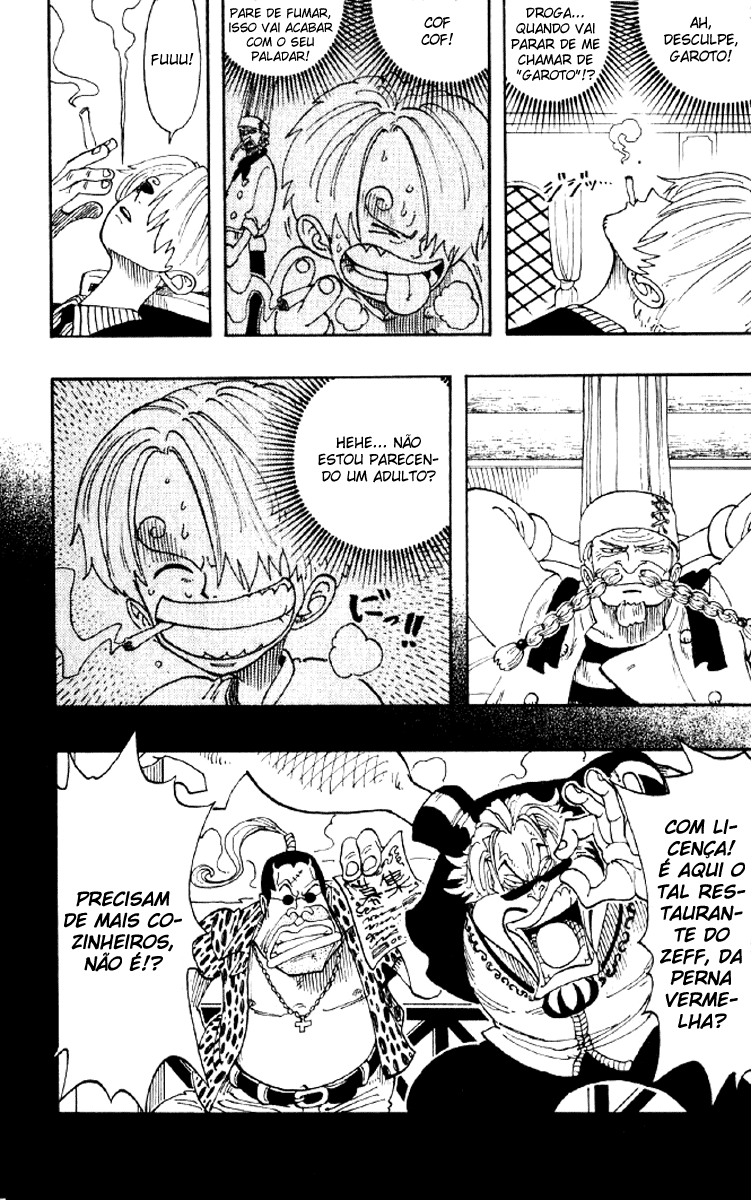 AH,
DESCULPE,
GAROTO!
DROGA...
QUANDO VAI
PARAR DE ME
CHAMAR DE
"GAROTO"!?
COF
COF!
PARE DE FUMAR,
ISSO VAI ACABAR
COM O SEU
PALADAR!
FUUU!
HEHE... NÃO
ESTOU PARECEN-
DO UM ADULTO?
にっ!!
COM LI-
CENÇA!
É AQUI O
TAL RES-
TAURAN-
TE DO
ZEFF, DA
PERNA
VERME-
LHA?
PRECISAM
DE MAIS CO-
ZINHEIROS,
NÃO É!?